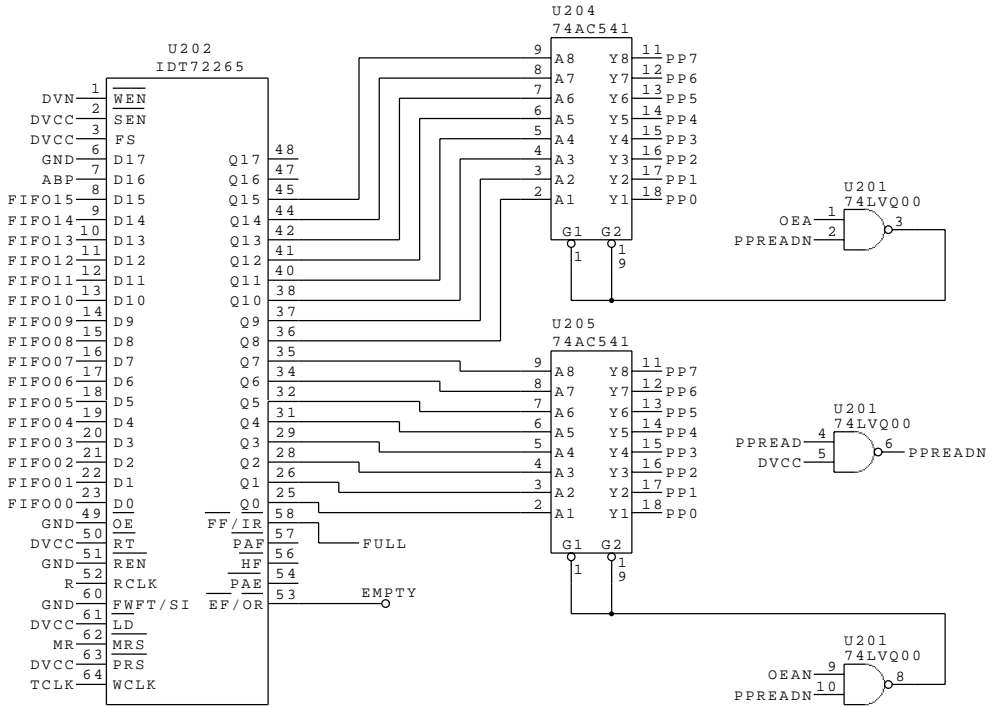 U202
IDT72265
DVN 1 WEN
DVCC 2 SEN
DVCC 3 FS
GND 6 D17 Q17 48
ABP 7 D16 Q16 47
FIFO15 8 D15 Q15 45
FIFO14 9 D14 Q14 44
FIFO13 10 D13 Q13 42
FIFO12 11 D12 Q12 41
FIFO11 12 D11 Q11 40
FIFO10 13 D10 Q10 38
FIFO09 14 D9 Q9 37
FIFO08 15 D8 Q8 36
FIFO07 16 D7 Q7 35
FIFO06 17 D6 Q6 34
FIFO05 18 D5 Q5 32
FIFO04 19 D4 Q4 31
FIFO03 20 D3 Q3 29
FIFO02 21 D2 Q2 28
FIFO01 22 D1 Q1 26
FIFO00 23 D0 Q0 25
GND 49 OE FF/IR 58 FULL
DVCC 50 RT PAF 57
GND 51 REN HF 56
R 52 RCLK PAE 54
GND 60 FWFT/SI EF/OR 53 EMPTY
DVCC 61 LD
MR 62 MRS
DVCC 63 PRS
TCLK 64 WCLK
U204
74AC541
9 A8 Y8 11 PP7
8 A7 Y7 12 PP6
7 A6 Y6 13 PP5
6 A5 Y5 14 PP4
5 A4 Y4 15 PP3
4 A3 Y3 16 PP2
3 A2 Y2 17 PP1
2 A1 Y1 18 PP0
G1 G2
1 19
U205
74AC541
9 A8 Y8 11 PP7
8 A7 Y7 12 PP6
7 A6 Y6 13 PP5
6 A5 Y5 14 PP4
5 A4 Y4 15 PP3
4 A3 Y3 16 PP2
3 A2 Y2 17 PP1
2 A1 Y1 18 PP0
G1 G2
1 19
U201
74LVQ00
OEA 1 3
PPREADN 2
U201
74LVQ00
PPREAD 4 6 PPREADN
DVCC 5
U201
74LVQ00
OEAN 9 8
PPREADN 10